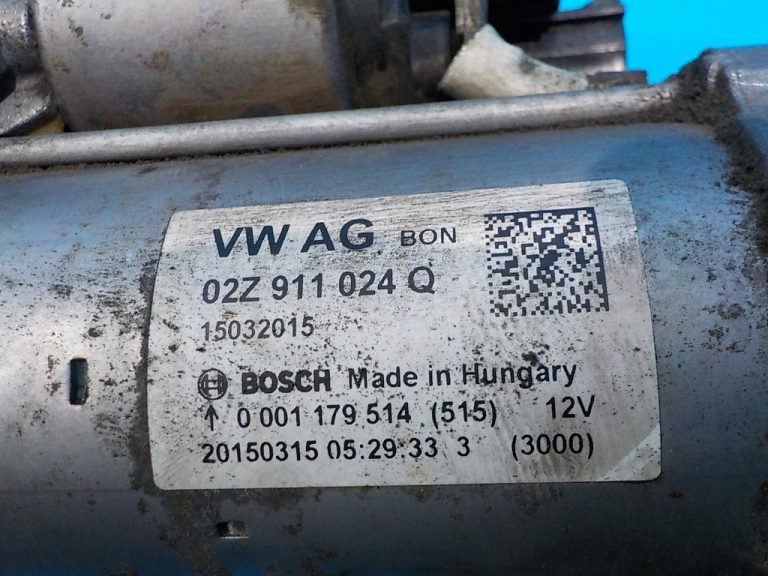 VW AG BON
02Z 911 024 Q
15032015
BOSCH Made in Hungary
↑ 0 001 179 514 (515) 12V
20150315 05:29:33 3 (3000)